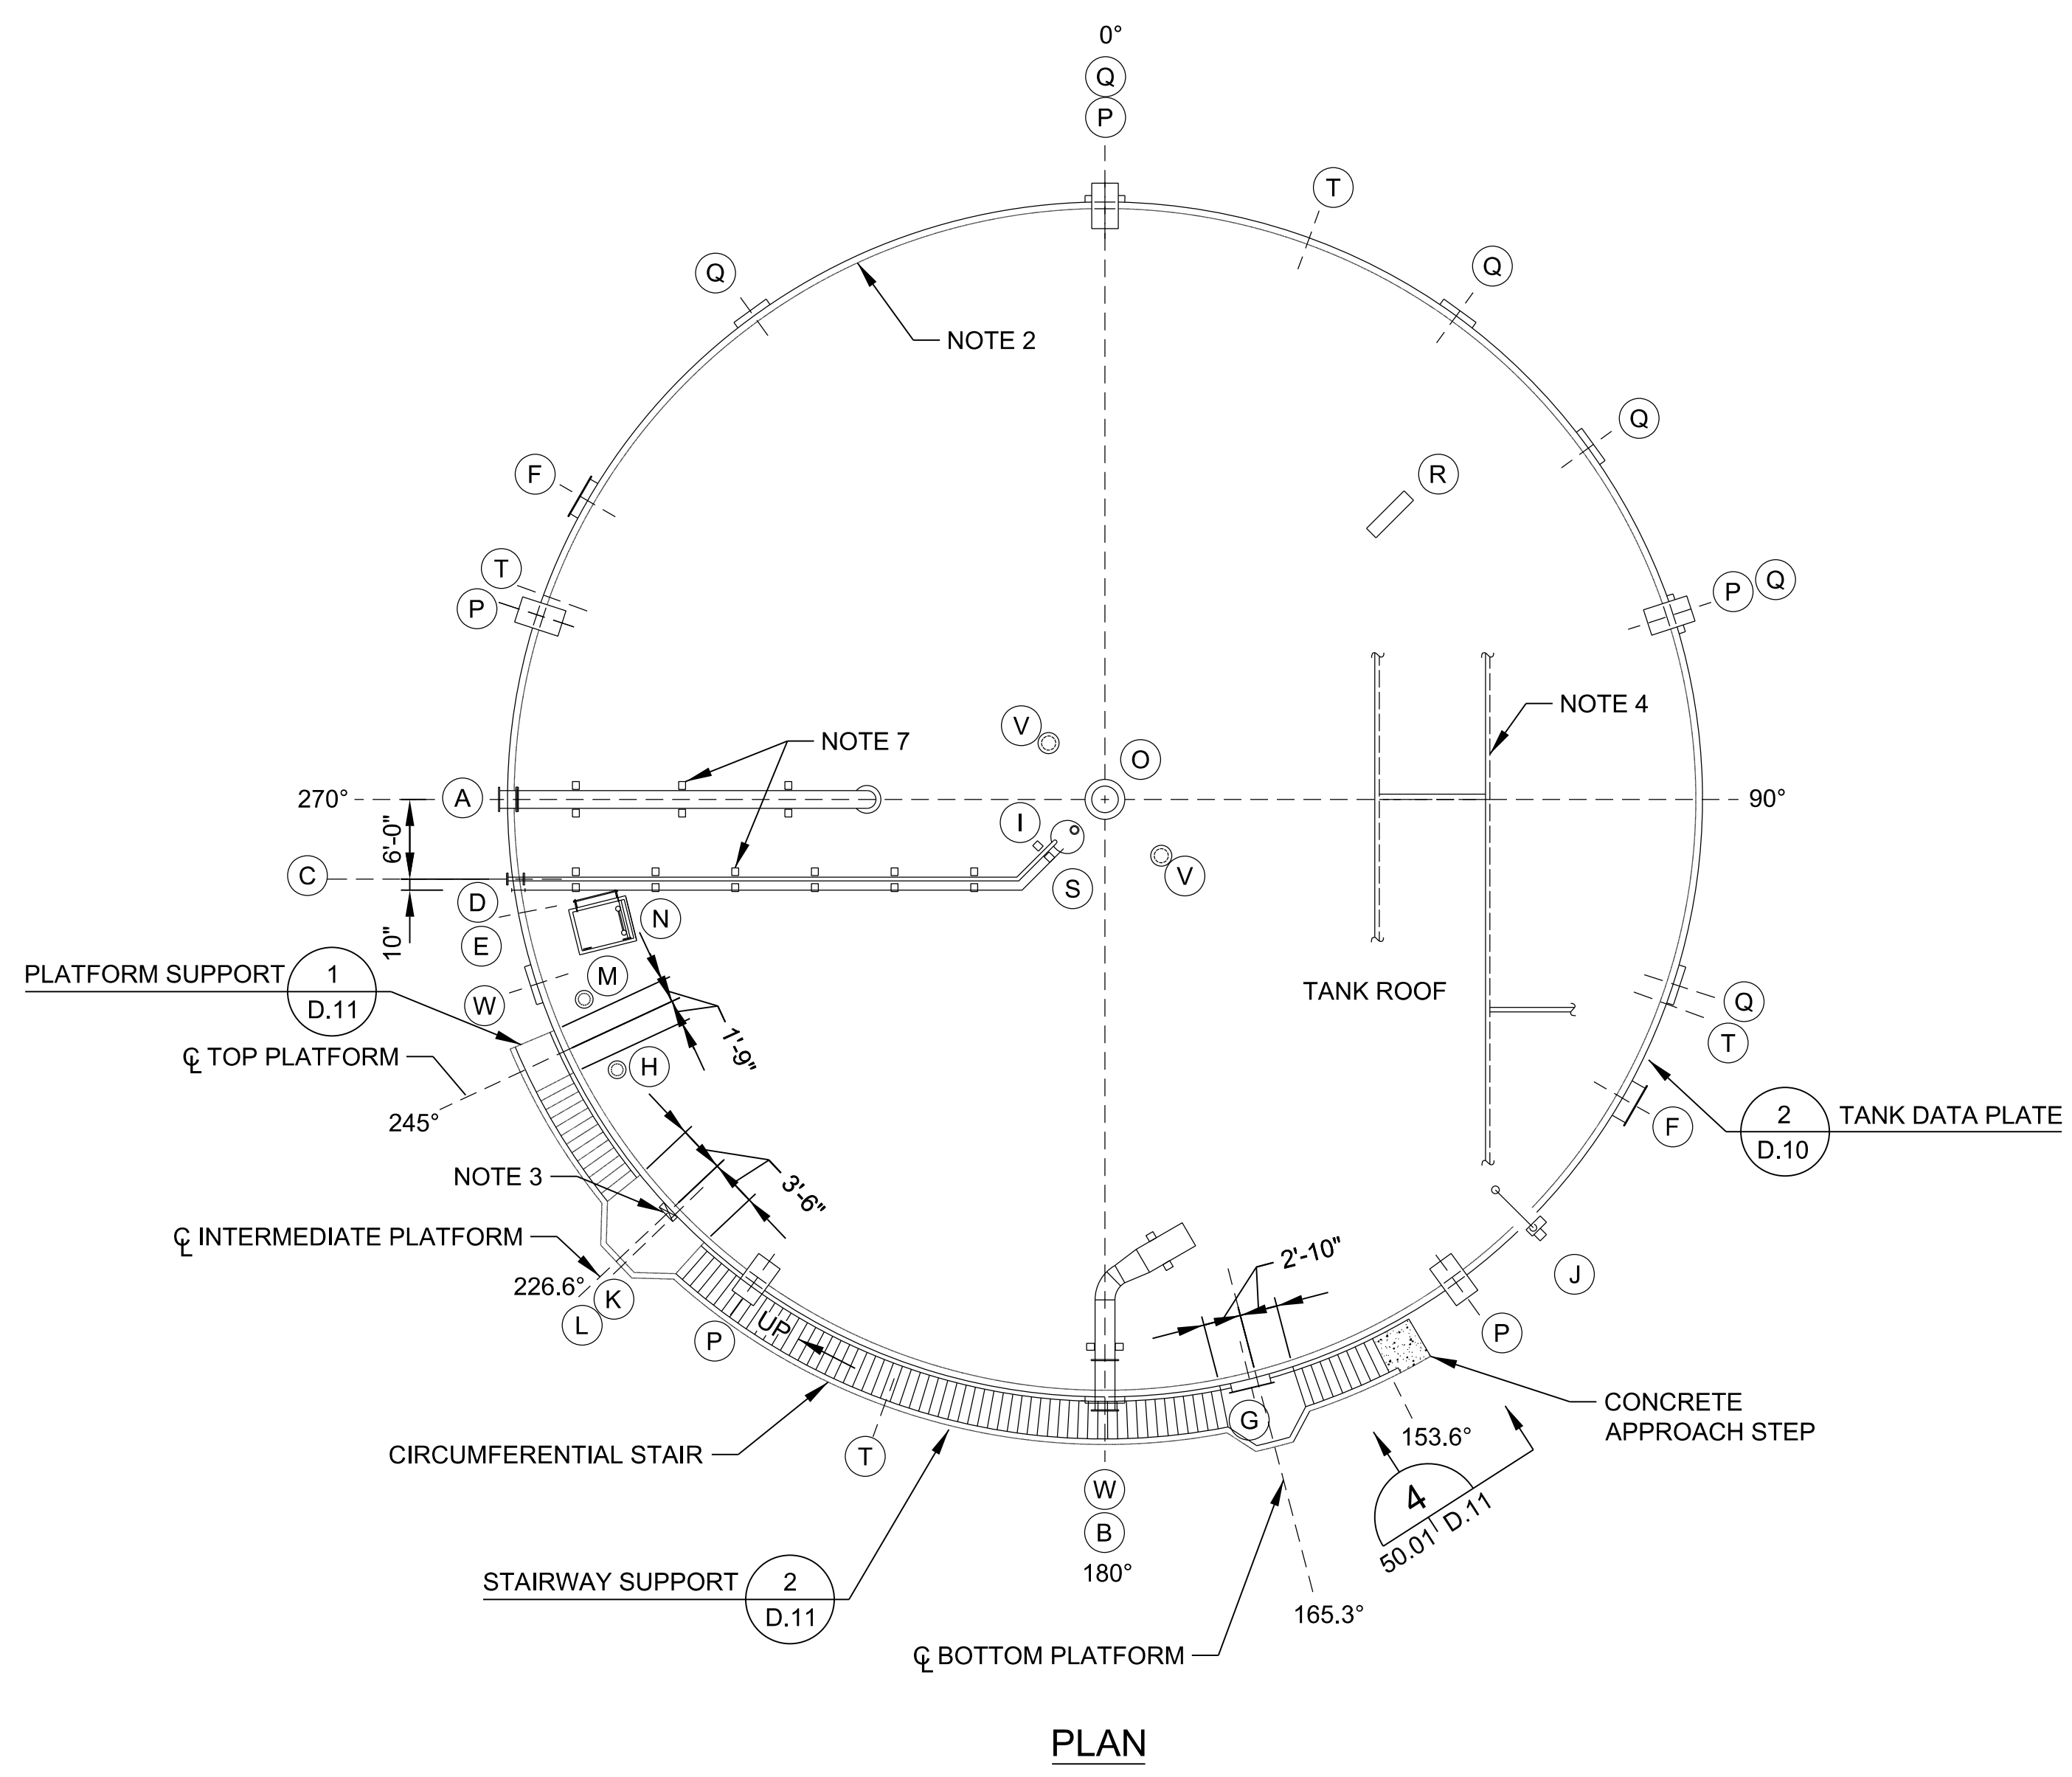 0°
Q
P
T
Q
Q
NOTE 2
Q
F
R
T
P
P Q
NOTE 4
V
NOTE 7
O
270°
A
90°
I
6'-0"
C
S
V
D
N
E
10"
PLATFORM SUPPORT
1
D.11
M
W
TANK ROOF
Q
T
1'-9"
℄ TOP PLATFORM
H
245°
2
D.10
TANK DATA PLATE
F
NOTE 3
3'-6"
℄ INTERMEDIATE PLATFORM
226.6°
K
L
2'-10"
J
UP
P
P
G
CONCRETE
APPROACH STEP
153.6°
CIRCUMFERENTIAL STAIR
T
W
B
180°
4
50.01
D.11
STAIRWAY SUPPORT
2
D.11
165.3°
℄ BOTTOM PLATFORM
PLAN